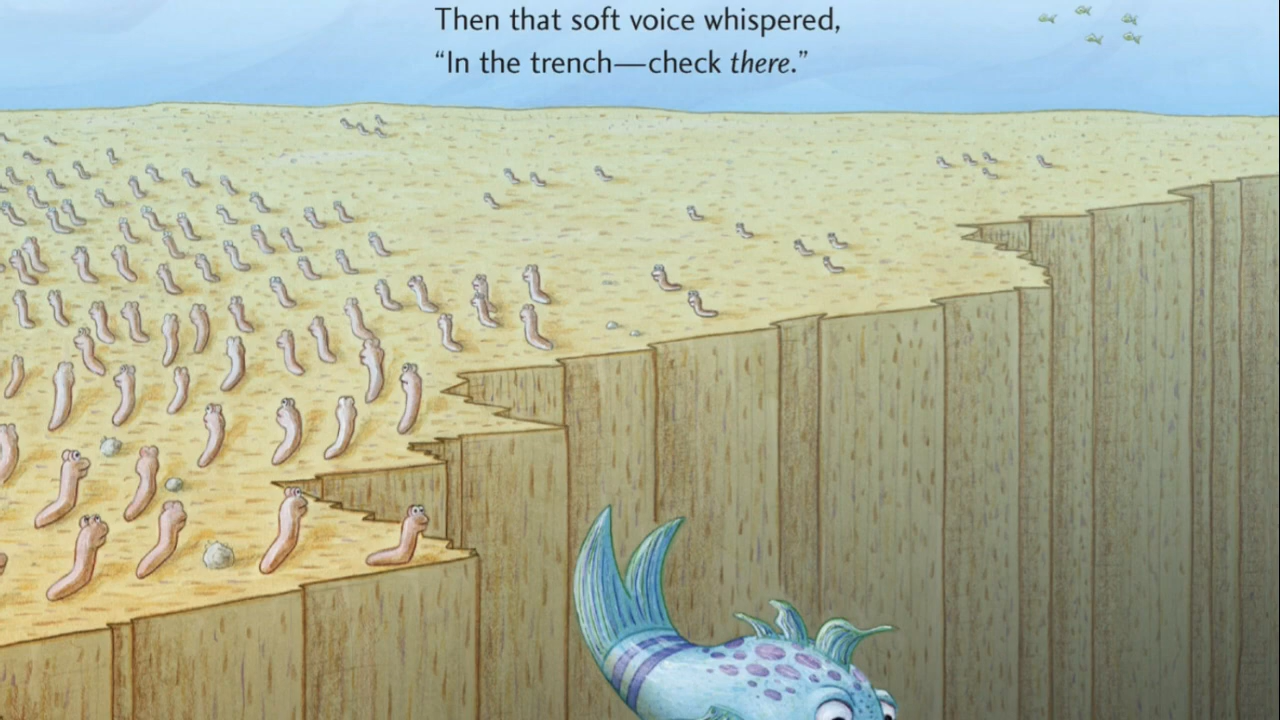 Then that soft voice whispered,
“In the trench—check there.”